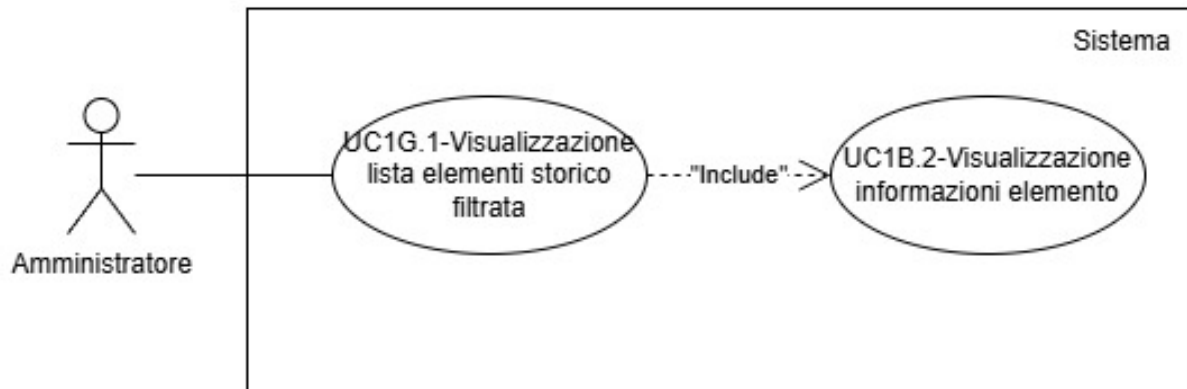 Sistema
Amministratore
UC1G.1-Visualizzazione
lista elementi storico
filtrata
"Include"
UC1B.2-Visualizzazione
informazioni elemento